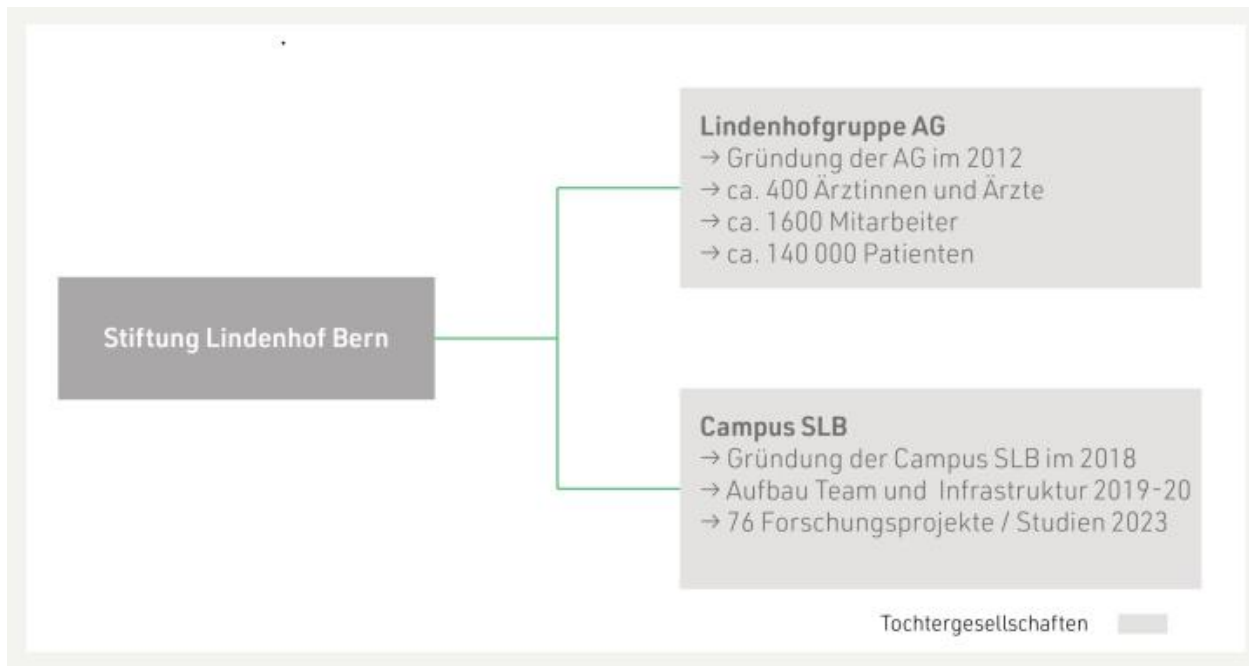 Lindenhofgruppe AG
→ Gründung der AG im 2012
→ ca. 400 Ärztinnen und Ärzte
→ ca. 1600 Mitarbeiter
→ ca. 140 000 Patienten
Stiftung Lindenhof Bern
Campus SLB
→ Gründung der Campus SLB im 2018
→ Aufbau Team und Infrastruktur 2019-20
→ 76 Forschungsprojekte / Studien 2023
Tochtergesellschaften